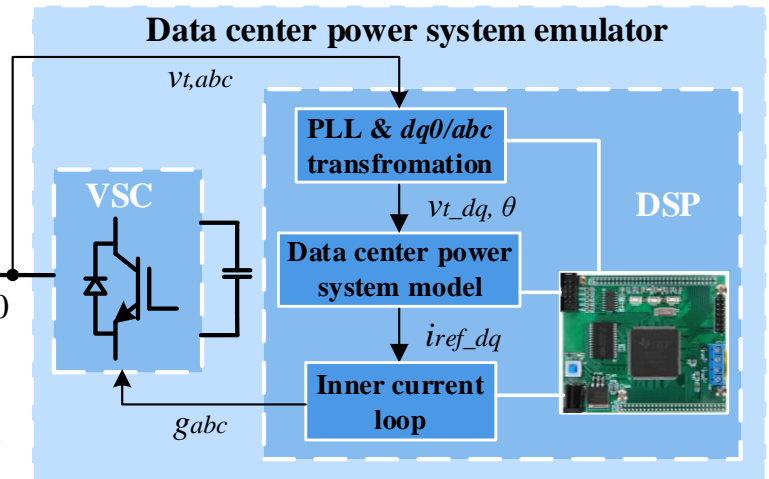 Data center power system emulator
vt,abc
PLL & dq0/abc
transfromation
VSC
vt_dq, θ
DSP
Data center power
system model
0
iref_dq
Inner current
loop
gabc